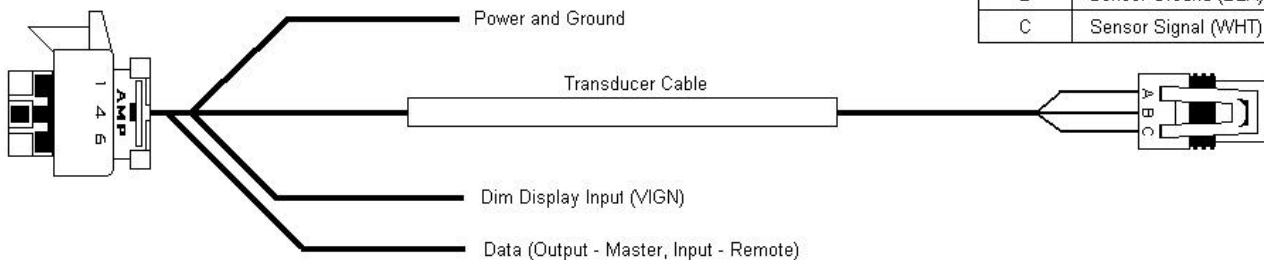 Power and Ground
Sensor Ground (BLK)
C Sensor Signal (WHT)
Transducer Cable
1 4 6
AMP
A
B
C
Dim Display Input (VIGN)
Data (Output - Master, Input - Remote)